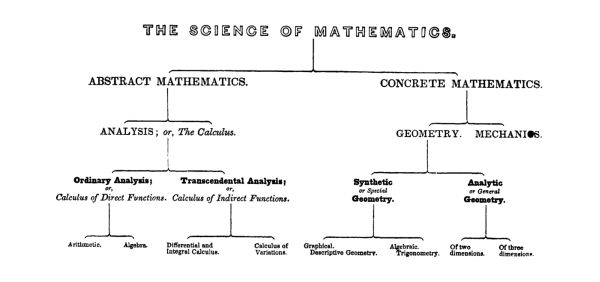 THE SCIENCE OF MATHEMATICS.
ABSTRACT MATHEMATICS. CONCRETE MATHEMATICS.
ANALYSIS; or, The Calculus. GEOMETRY. MECHANICS.
Ordinary Analysis;
or,
Calculus of Direct Functions.
Transcendental Analysis;
or,
Calculus of Indirect Functions.
Synthetic
or Special
Geometry.
Analytic
or General
Geometry.
Arithmetic. Algebra.
Differential and
Integral Calculus.
Calculus of
Variations.
Graphical.
Descriptive Geometry.
Algebraic.
Trigonometry.
Of two
dimensions.
Of three
dimensions.